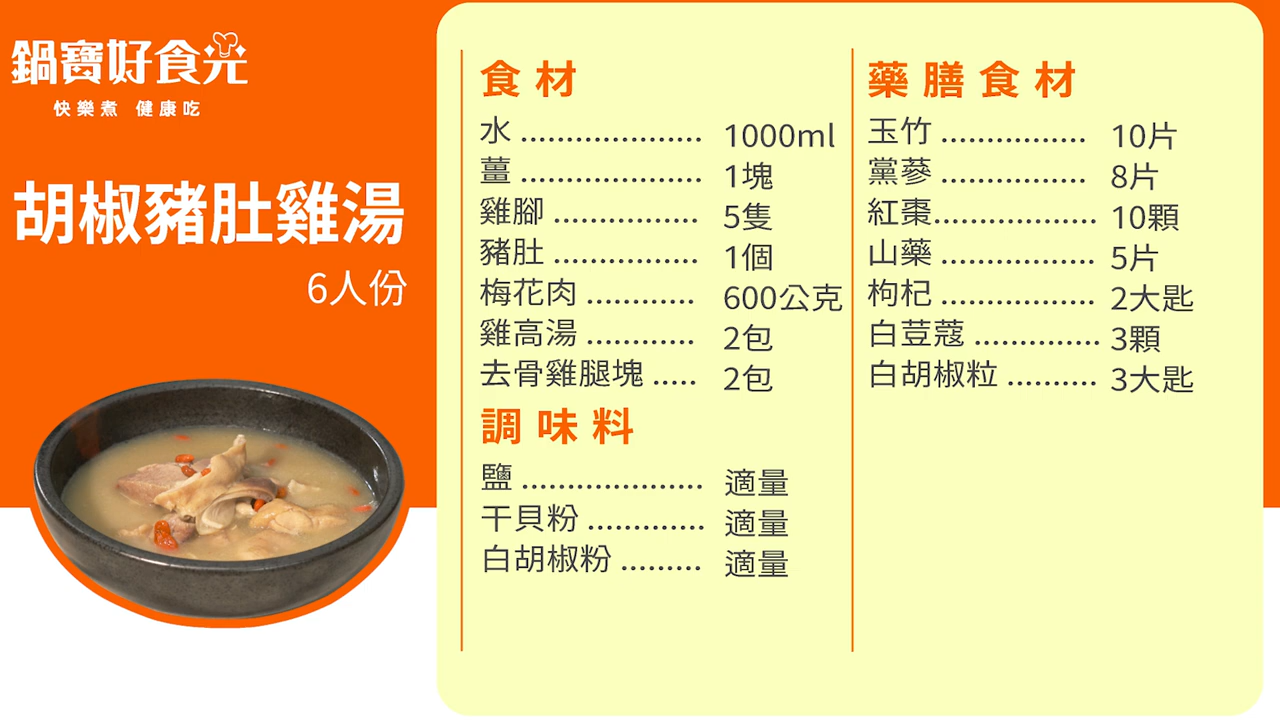 鍋寶好食光
快樂煮 健康吃
胡椒豬肚雞湯
6人份
食材
水 .................... 1000ml
薑 .................... 1塊
雞腳 ................ 5隻
豬肚 ................ 1個
梅花肉 ............ 600公克
雞高湯 ............ 2包
去骨雞腿塊 ..... 2包
調味料
鹽 .................... 適量
干貝粉 ............. 適量
白胡椒粉 ......... 適量
藥膳食材
玉竹 ................ 10片
黨蔘 ................ 8片
紅棗.................. 10顆
山藥 ................. 5片
枸杞 ................. 2大匙
白荳蔻 .............. 3顆
白胡椒粒 .......... 3大匙